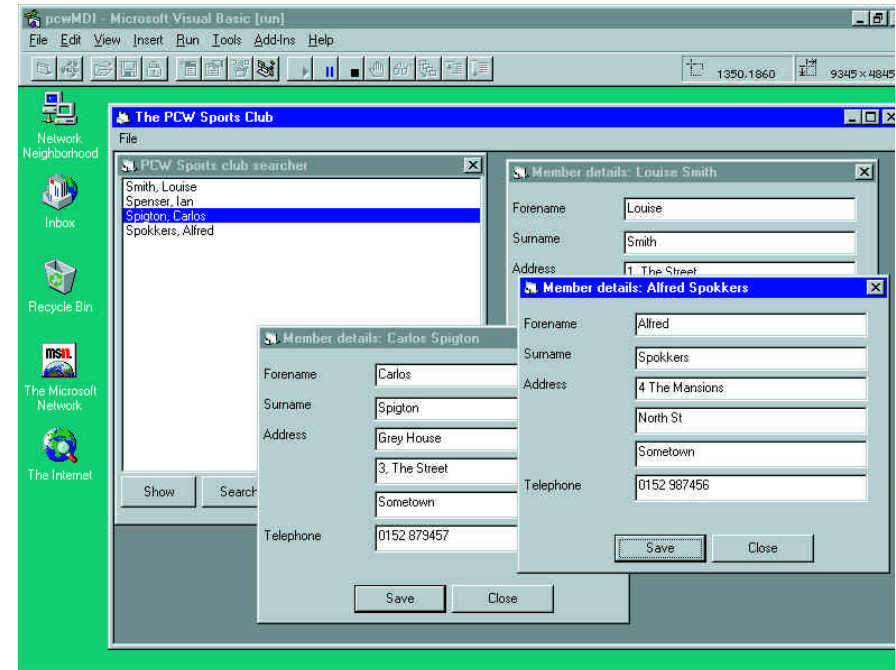 pcwMDI - Microsoft Visual Basic [run]
File Edit View Insert Run Tools Add-Ins Help
1350,1860 9345 × 4845
Network
Neighborhood
Inbox
Recycle Bin
msn.
The Microsoft
Network
The Internet
The PCW Sports Club
File
PCW Sports club searcher
Smith, Louise
Spenser, Ian
Spigton, Carlos
Spokkers, Alfred
Show Search
Member details: Louise Smith
Forename Louise
Surname Smith
Address 1, The Street
Member details: Carlos Spigton
Forename Carlos
Surname Spigton
Address Grey House
3, The Street
Sometown
Telephone 0152 879457
Save Close
Member details: Alfred Spokkers
Forename Alfred
Surname Spokkers
Address 4 The Mansions
North St
Sometown
Telephone 0152 987456
Save Close